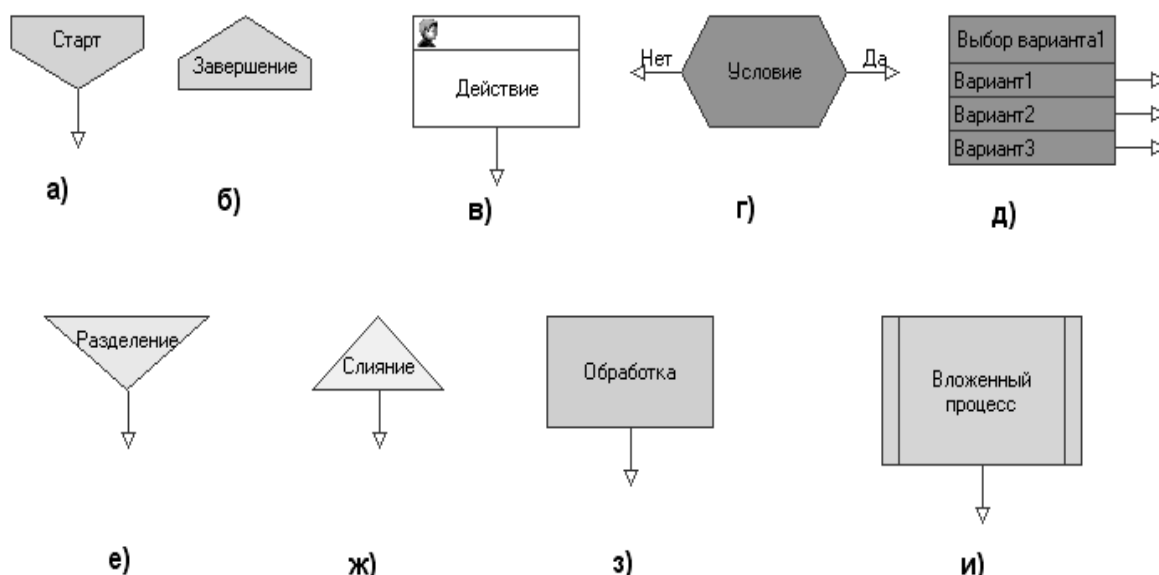 Старт
Завершение
Действие
Нет
Условие
Да
Выбор варианта1
Вариант1
Вариант2
Вариант3
а)
б)
в)
г)
д)
Разделение
Слияние
Обработка
Вложенный
процесс
е)
ж)
з)
и)